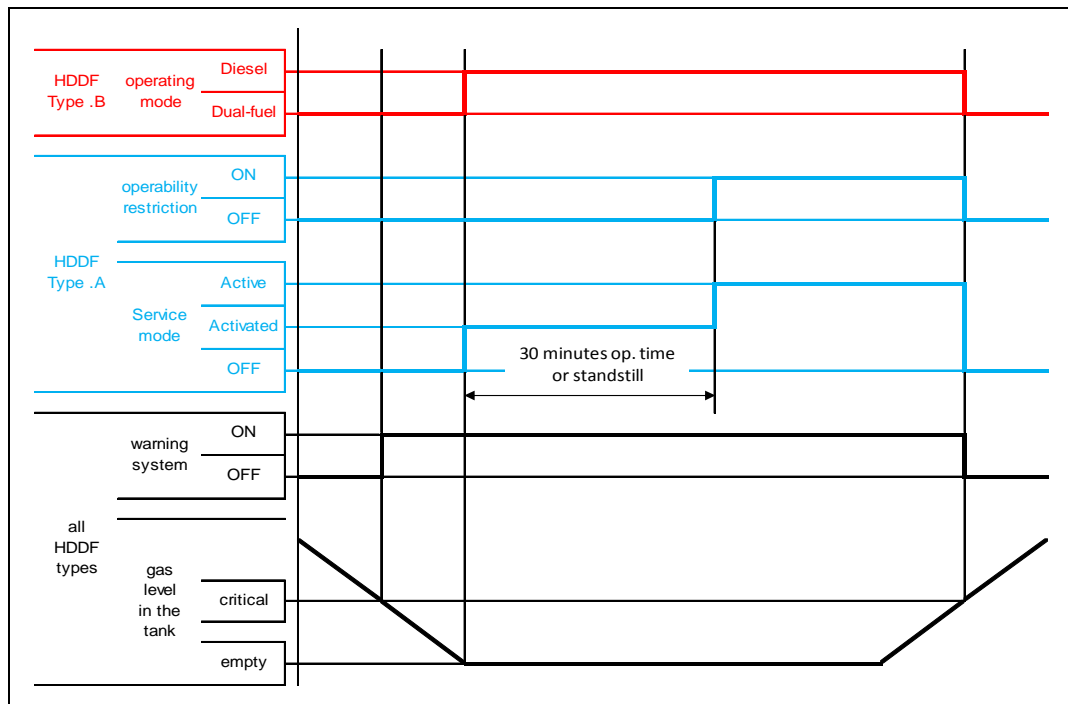 HDDF
Type .B
operating
mode
Diesel
Dual-fuel
HDDF
Type .A
operability
restriction
ON
OFF
Service
mode
Active
Activated
OFF
30 minutes op. time
or standstill
all
HDDF
types
warning
system
ON
OFF
gas
level
in the
tank
critical
empty